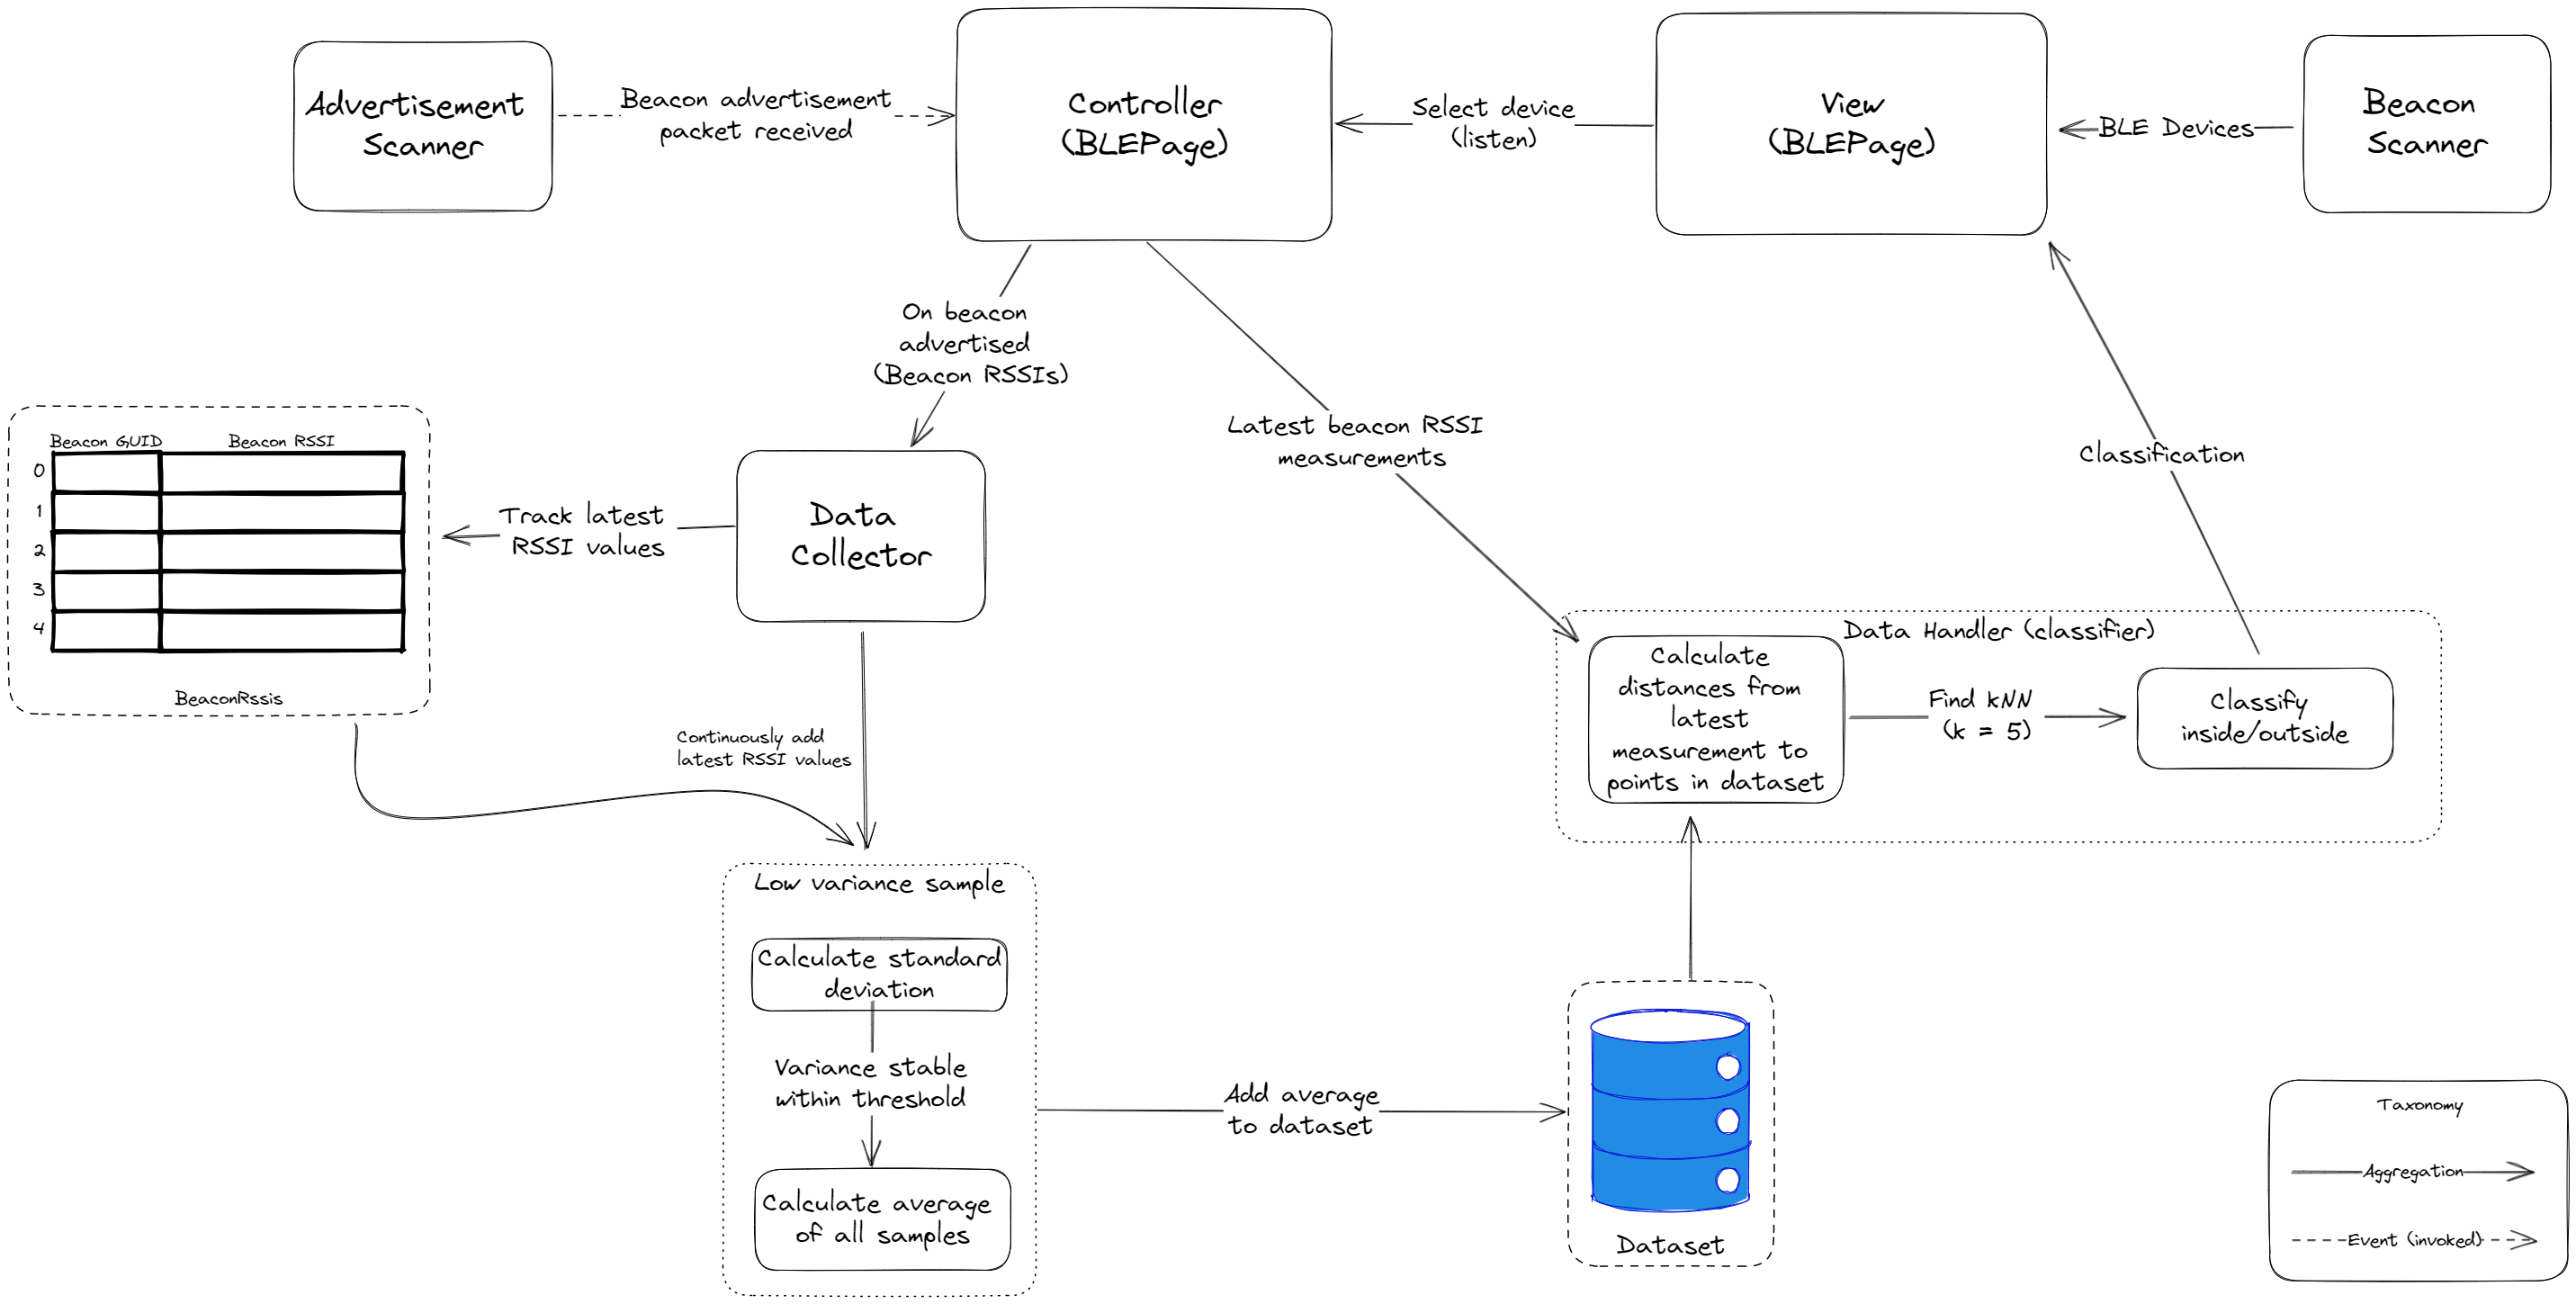 Advertisement
Scanner
Beacon advertisement
packet received
Controller
(BLEPage)
Select device
(listen)
View
(BLEPage)
BLE Devices
Beacon
Scanner
On beacon
advertised
(Beacon RSSIs)
Latest beacon RSSI
measurements
Classification
Beacon GUID
Beacon RSSI
0
1
2
3
4
BeaconRssis
Track latest
RSSI values
Data
Collector
Continuously add
latest RSSI values
Data Handler (classifier)
Calculate
distances from
latest
measurement to
points in dataset
Find kNN
(k = 5)
Classify
inside/outside
Low variance sample
Calculate standard
deviation
Variance stable
within threshold
Calculate average
of all samples
Add average
to dataset
Dataset
Taxonomy
Aggregation
Event (invoked)